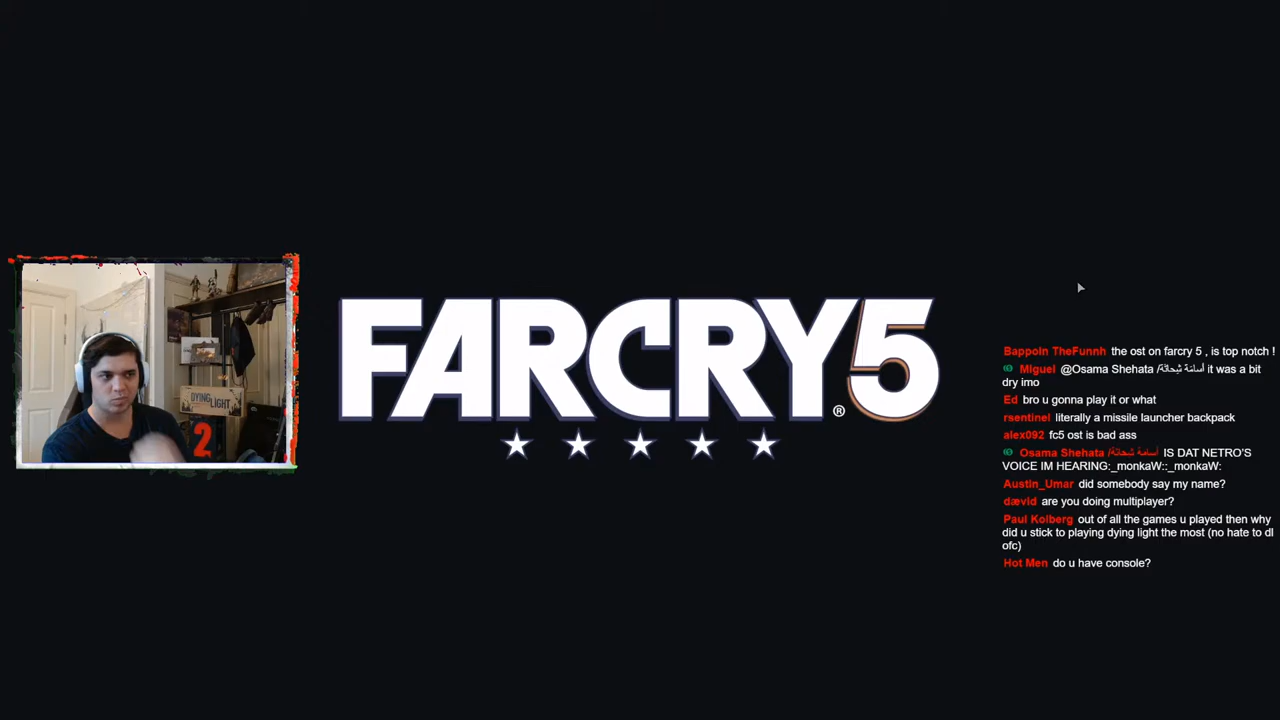 FARCRY5
®
DYING LIGHT
2
Bappoin TheFunnh the ost on farcry 5 , is top notch !
Miguel @Osama Shehata /أسامة شحاتة it was a bit
dry imo
Ed bro u gonna play it or what
rsentinel literally a missile launcher backpack
alex092 fc5 ost is bad ass
Osama Shehata /أسامة شحاتة IS DAT NETRO'S
VOICE IM HEARING:_monkaW::_monkaW:
Austin_Umar did somebody say my name?
dævid are you doing multiplayer?
Paul Kolberg out of all the games u played then why
did u stick to playing dying light the most (no hate to dl
ofc)
Hot Men do u have console?